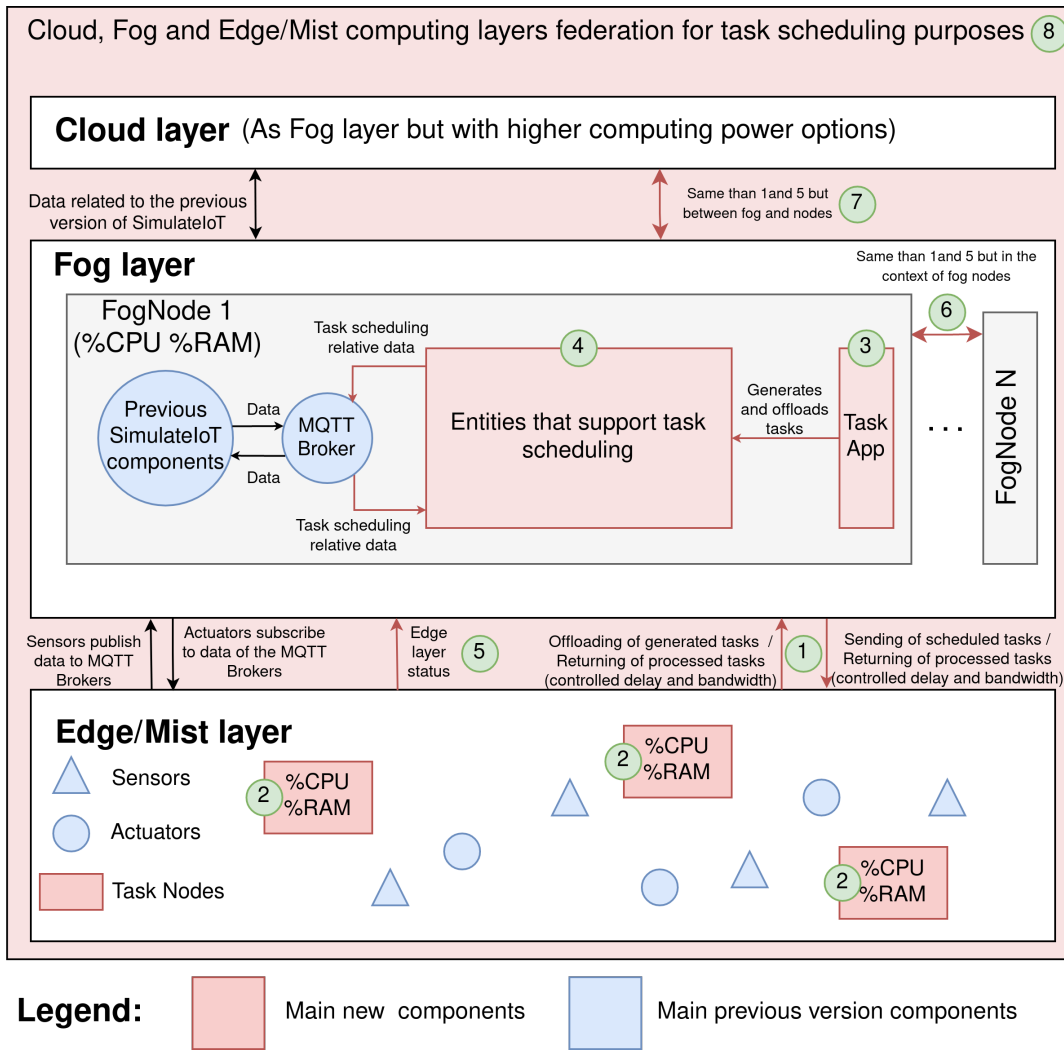 Cloud, Fog and Edge/Mist computing layers federation for task scheduling purposes 8
Cloud layer (As Fog layer but with higher computing power options)
Data related to the previous
version of SimulateIoT
Same than 1and 5 but
between fog and nodes
7
Fog layer
Same than 1and 5 but in the
context of fog nodes
6
FogNode 1
(%CPU %RAM)
Previous
SimulateIoT
components
Data
Data
MQTT
Broker
Task scheduling
relative data
Task scheduling
relative data
4
Entities that support task
scheduling
Generates
and offloads
tasks
3
Task
App
...
FogNode N
Sensors publish
data to MQTT
Brokers
Actuators subscribe
to data of the MQTT
Brokers
Edge
layer
status
5
Offloading of generated tasks /
Returning of processed tasks
(controlled delay and bandwidth)
1
Sending of scheduled tasks /
Returning of processed tasks
(controlled delay and bandwidth)
Edge/Mist layer
Sensors
Actuators
Task Nodes
2
%CPU
%RAM
2
%CPU
%RAM
2
%CPU
%RAM
Legend:
Main new components
Main previous version components